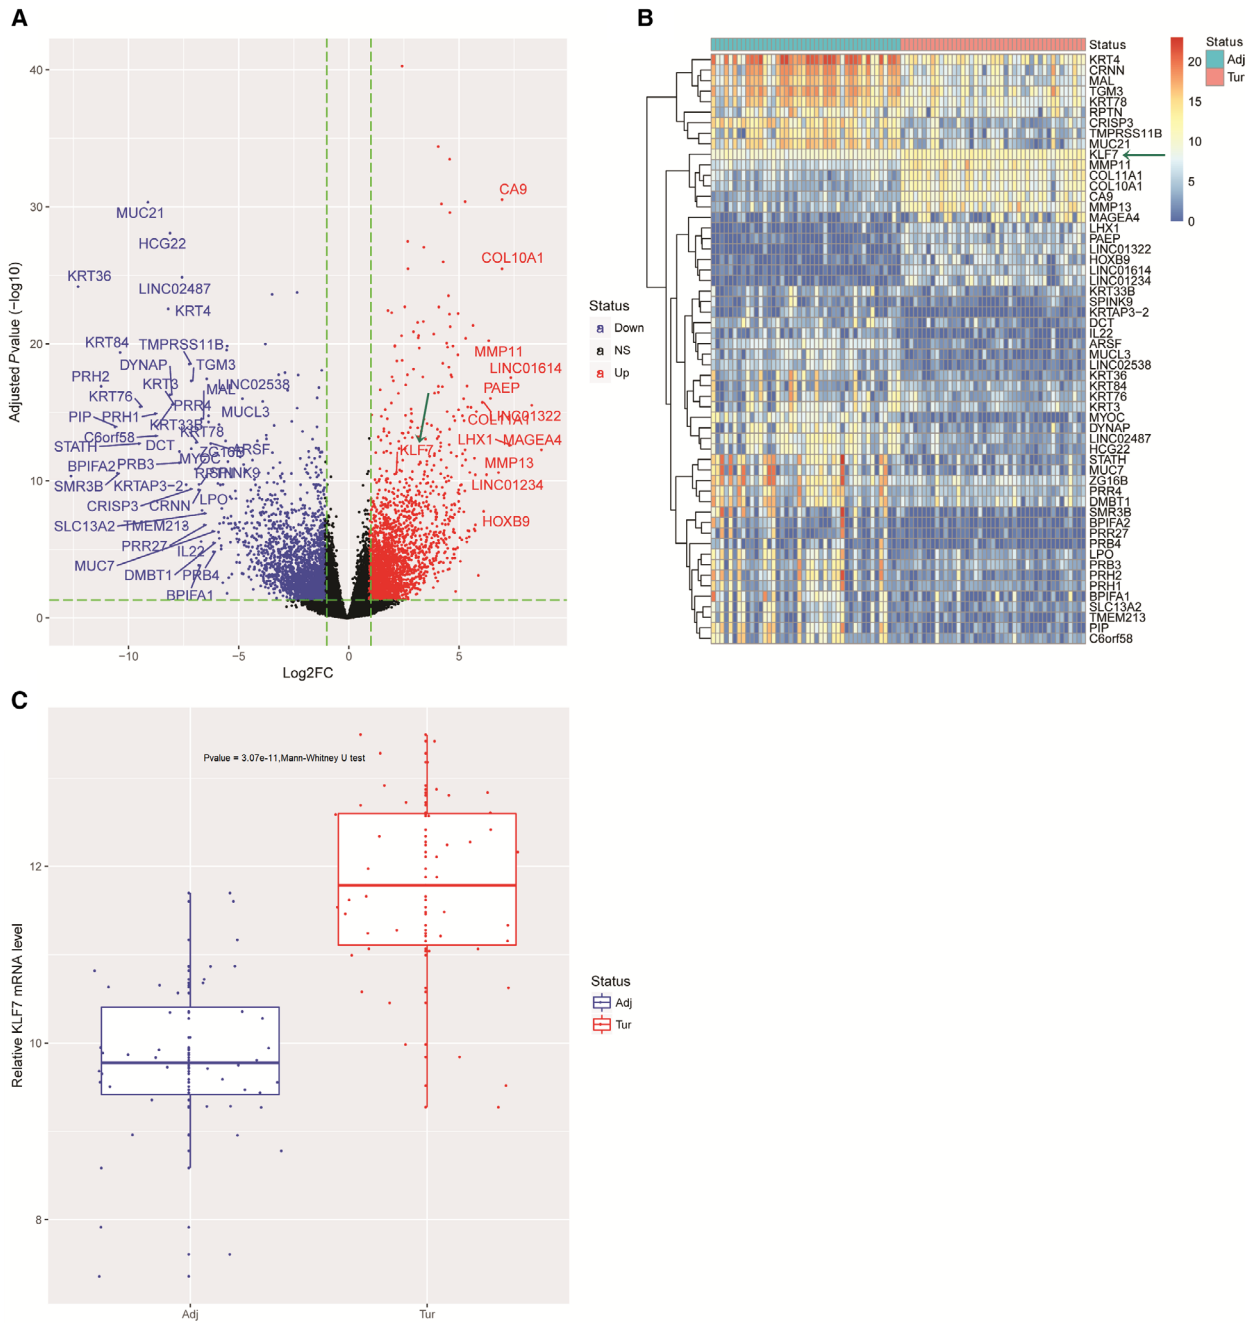 A
Adjusted Pvalue (−log10)
40
30
20
10
0
−10
−5
0
5
Log2FC
MUC21
HCG22
KRT36
LINC02487
KRT4
KRT84
TMPRSS11B
DYNAP
TGM3
PRH2
KRT3
MAL
LINC02538
KRT76
PRR4
MUCL3
PIP
PRH1
KRT33B
C6orf58
KRT78
STATH
DCT
ZG16B
ARSF
BPIFA2
PRB3
MYOC
SPINK9
SMR3B
KRTAP3−2
CRISP3
CRNN
LPO
SLC13A2
TMEM213
PRR27
IL22
MUC7
DMBT1
PRB4
BPIFA1
CA9
COL10A1
MMP11
LINC01614
PAEP
LINC01322
COL11A1
KLF7
LHX1
MAGEA4
MMP13
LINC01234
HOXB9
Status
a Down
a NS
a Up
B
Status
KRT4
CRNN
MAL
TGM3
KRT78
RPTN
CRISP3
TMPRSS11B
MUC21
KLF7
MMP11
COL11A1
COL10A1
CA9
MMP13
MAGEA4
LHX1
PAEP
LINC01322
HOXB9
LINC01614
LINC01234
KRT33B
SPINK9
KRTAP3−2
DCT
IL22
ARSF
MUCL3
LINC02538
KRT36
KRT84
KRT76
KRT3
MYOC
DYNAP
LINC02487
HCG22
STATH
MUC7
ZG16B
PRR4
DMBT1
SMR3B
BPIFA2
PRR27
PRB4
LPO
PRB3
PRH2
PRH1
BPIFA1
SLC13A2
TMEM213
PIP
C6orf58
20
15
10
5
0
Status
Adj
Tur
C
Relative KLF7 mRNA level
12
10
8
Pvalue = 3.07e-11,Mann-Whitney U test
Adj
Tur
Status
Adj
Tur